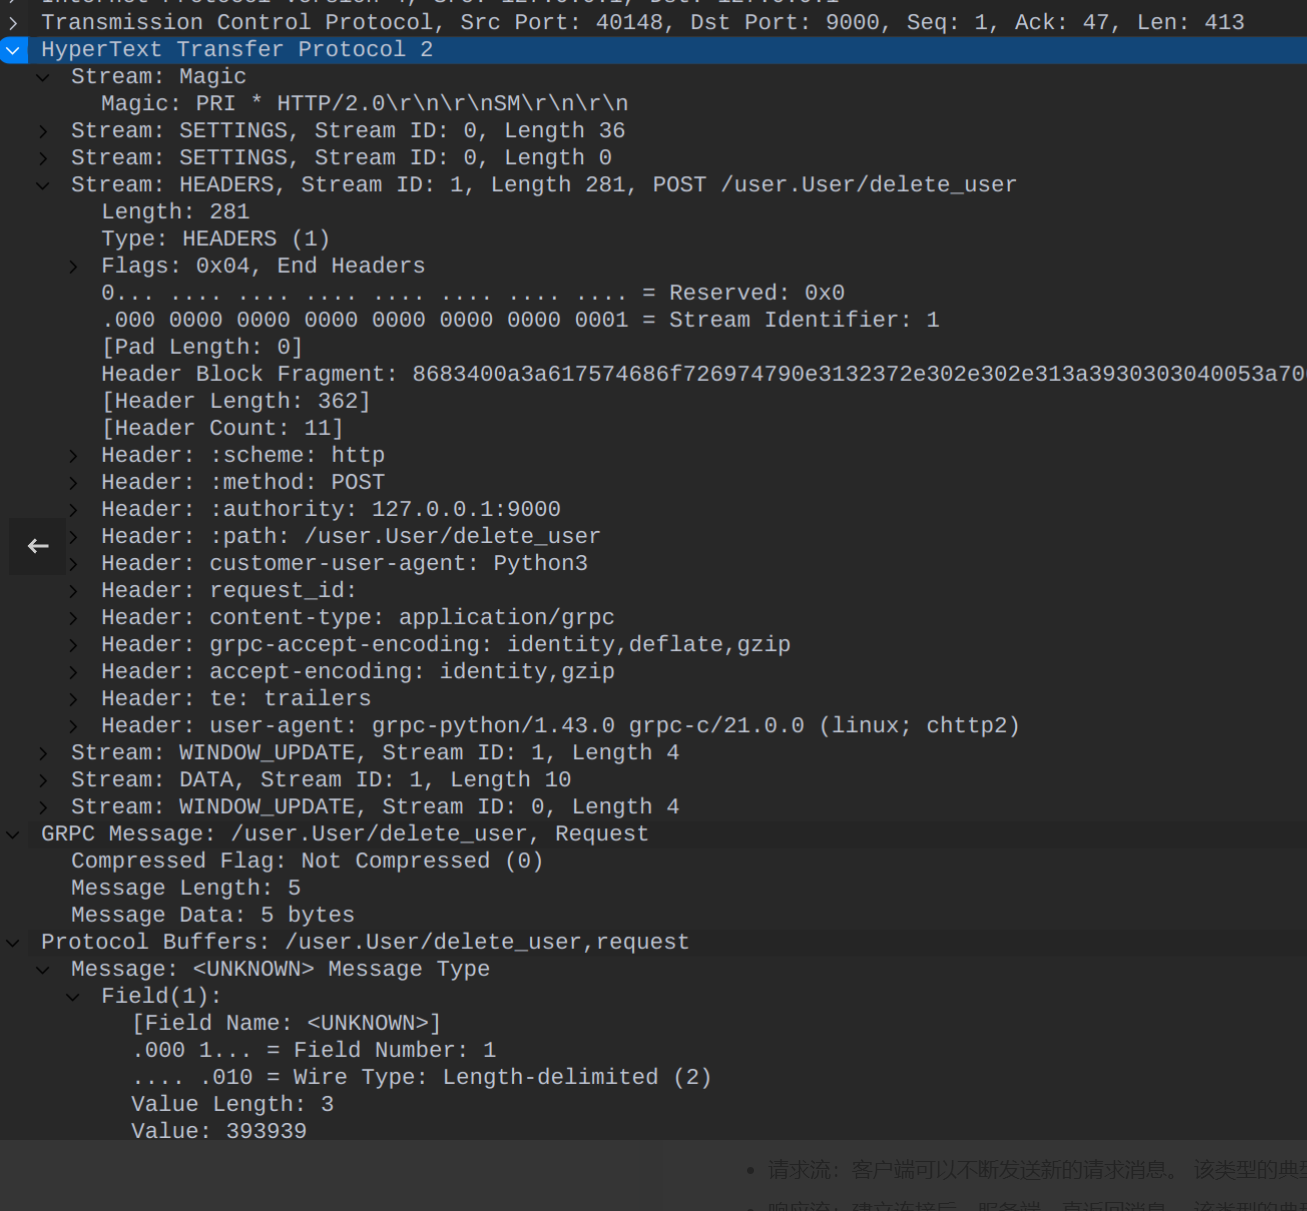 Transmission Control Protocol, Src Port: 40148, Dst Port: 9000, Seq: 1, Ack: 47, Len: 413
HyperText Transfer Protocol 2
Stream: Magic
Magic: PRI * HTTP/2.0\r\n\r\nSM\r\n\r\n
Stream: SETTINGS, Stream ID: 0, Length 36
Stream: SETTINGS, Stream ID: 0, Length 0
Stream: HEADERS, Stream ID: 1, Length 281, POST /user.User/delete_user
Length: 281
Type: HEADERS (1)
Flags: 0x04, End Headers
0... .... .... .... .... .... .... .... = Reserved: 0x0
.000 0000 0000 0000 0000 0000 0000 0001 = Stream Identifier: 1
[Pad Length: 0]
Header Block Fragment: 8683400a3a617574686f726974790e3132372e302e302e313a3930303040053a70
[Header Length: 362]
[Header Count: 11]
Header: :scheme: http
Header: :method: POST
Header: :authority: 127.0.0.1:9000
Header: :path: /user.User/delete_user
Header: customer-user-agent: Python3
Header: request_id:
Header: content-type: application/grpc
Header: grpc-accept-encoding: identity,deflate,gzip
Header: accept-encoding: identity,gzip
Header: te: trailers
Header: user-agent: grpc-python/1.43.0 grpc-c/21.0.0 (linux; chttp2)
Stream: WINDOW_UPDATE, Stream ID: 1, Length 4
Stream: DATA, Stream ID: 1, Length 10
Stream: WINDOW_UPDATE, Stream ID: 0, Length 4
GRPC Message: /user.User/delete_user, Request
Compressed Flag: Not Compressed (0)
Message Length: 5
Message Data: 5 bytes
Protocol Buffers: /user.User/delete_user,request
Message: <UNKNOWN> Message Type
Field(1):
[Field Name: <UNKNOWN>]
.000 1... = Field Number: 1
.... .010 = Wire Type: Length-delimited (2)
Value Length: 3
Value: 393939
• 请求流：客户端可以不断发送新的请求消息。 该类型的典